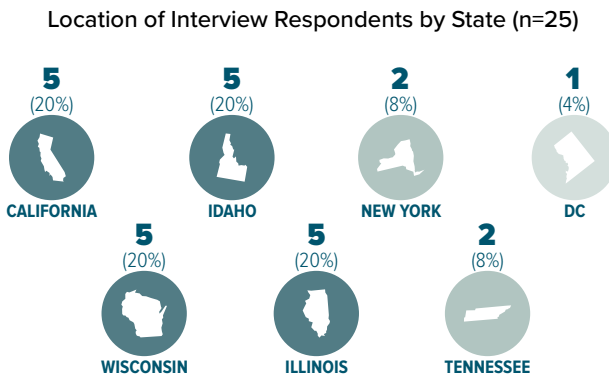 Location of Interview Respondents by State (n=25)
5
(20%)
CALIFORNIA
5
(20%)
IDAHO
2
(8%)
NEW YORK
1
(4%)
DC
5
(20%)
WISCONSIN
5
(20%)
ILLINOIS
2
(8%)
TENNESSEE